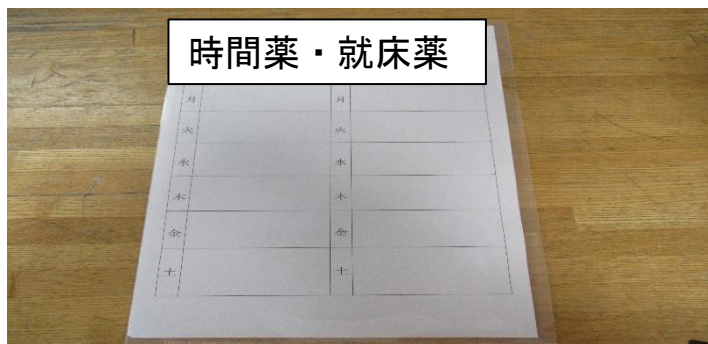 時間薬・就床薬
月 月
火 火
水 水
木 木
金 金
土 土